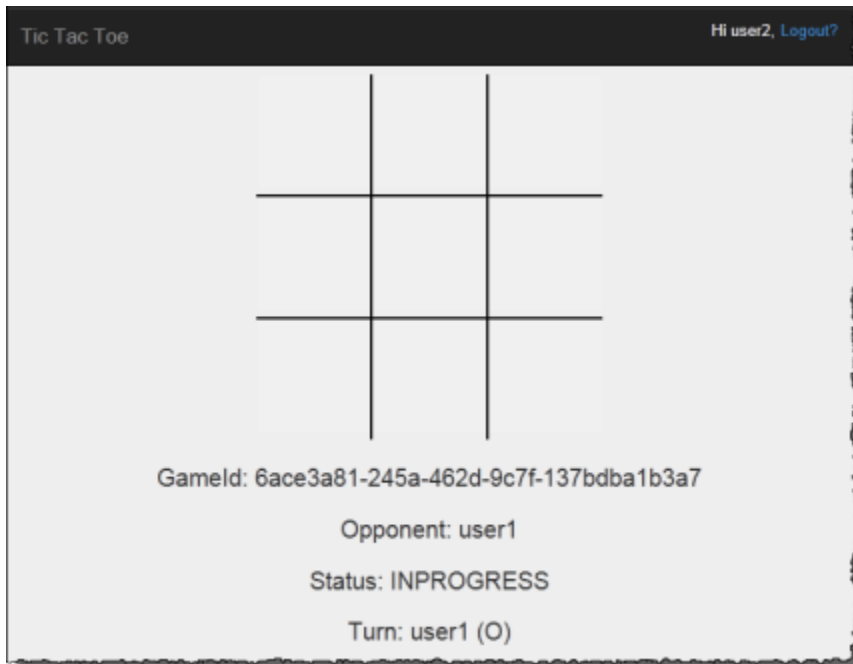 Tic Tac Toe
Hi user2, Logout?
GameId: 6ace3a81-245a-462d-9c7f-137bdba1b3a7
Opponent: user1
Status: INPROGRESS
Turn: user1 (O)